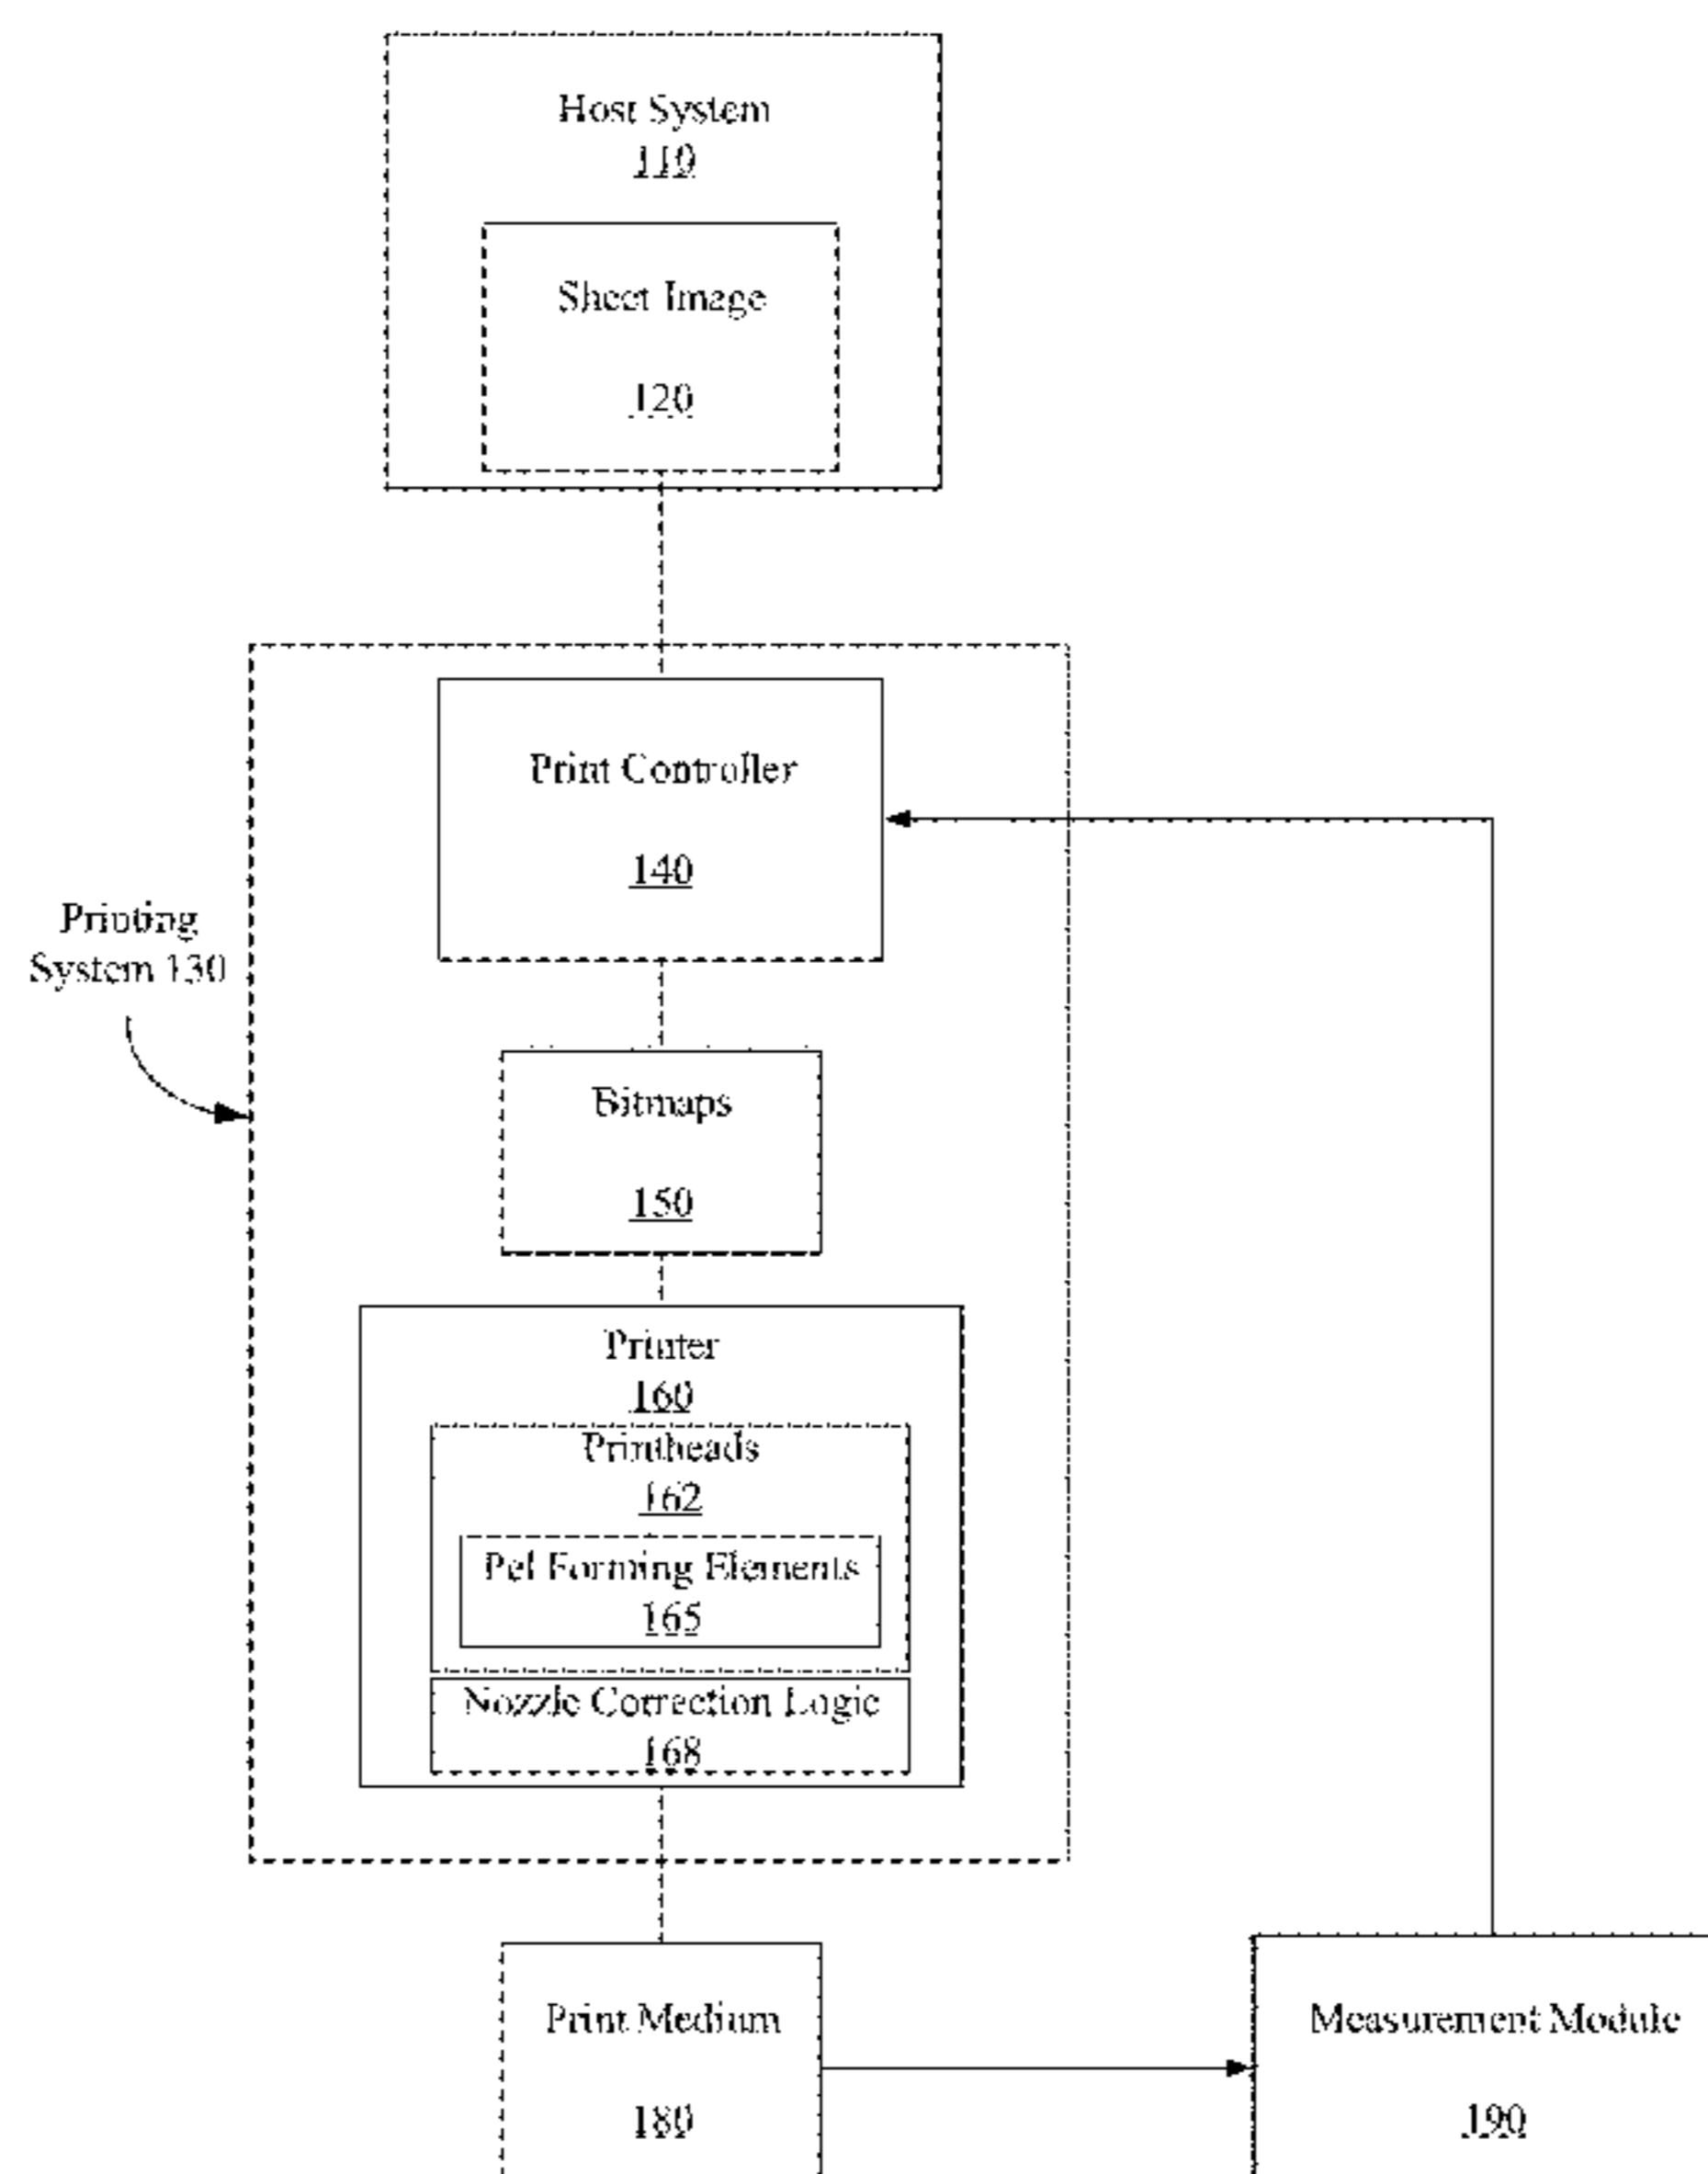 Host System
110
Sheet Image
120
Print Controller
140
Printing
System 130
Bitmaps
150
Printer
160
Printheads
162
Pel Forming Elements
165
Nozzle Correction Logic
168
Print Medium
180
Measurement Module
190